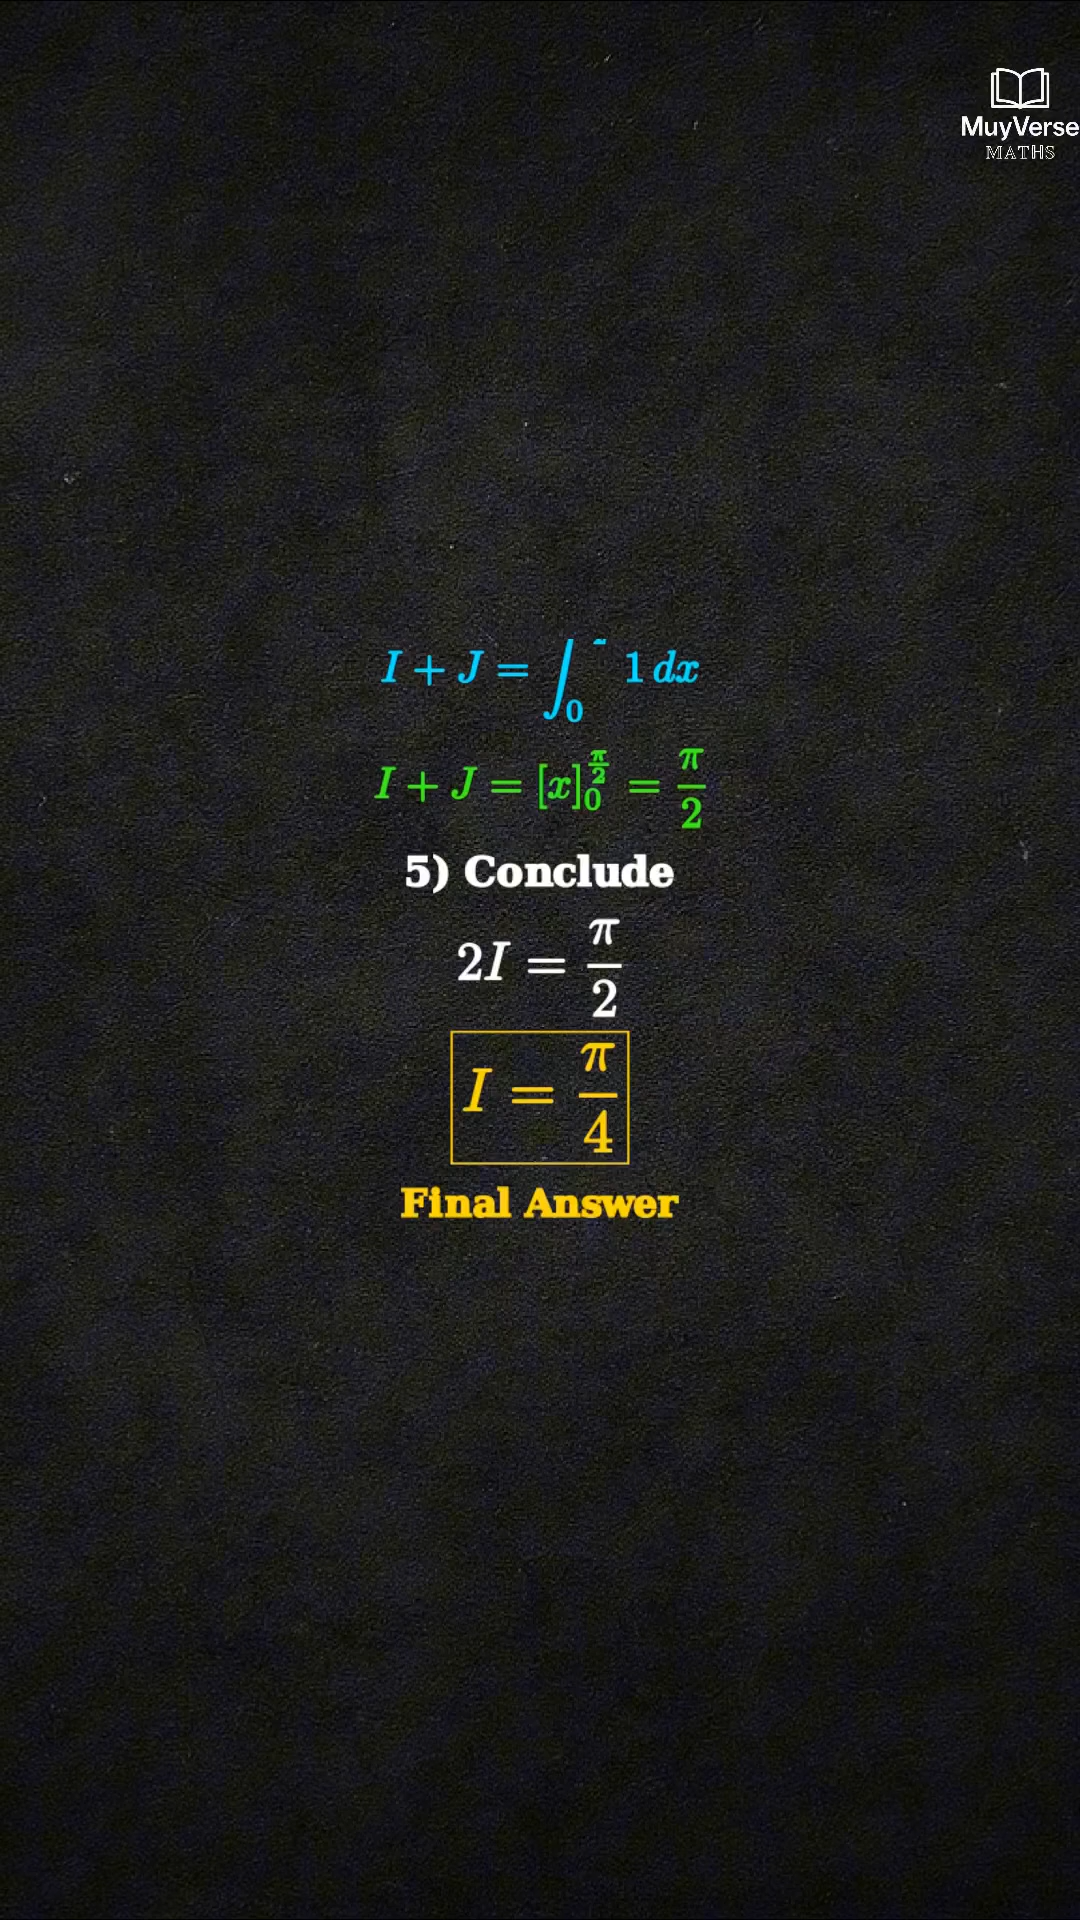 MuyVerse
MATHS
I + J = ∫₀ 1 dx
I + J = [x]₀^{π/2} = π/2
5) Conclude
2I = π/2
I = π/4
Final Answer